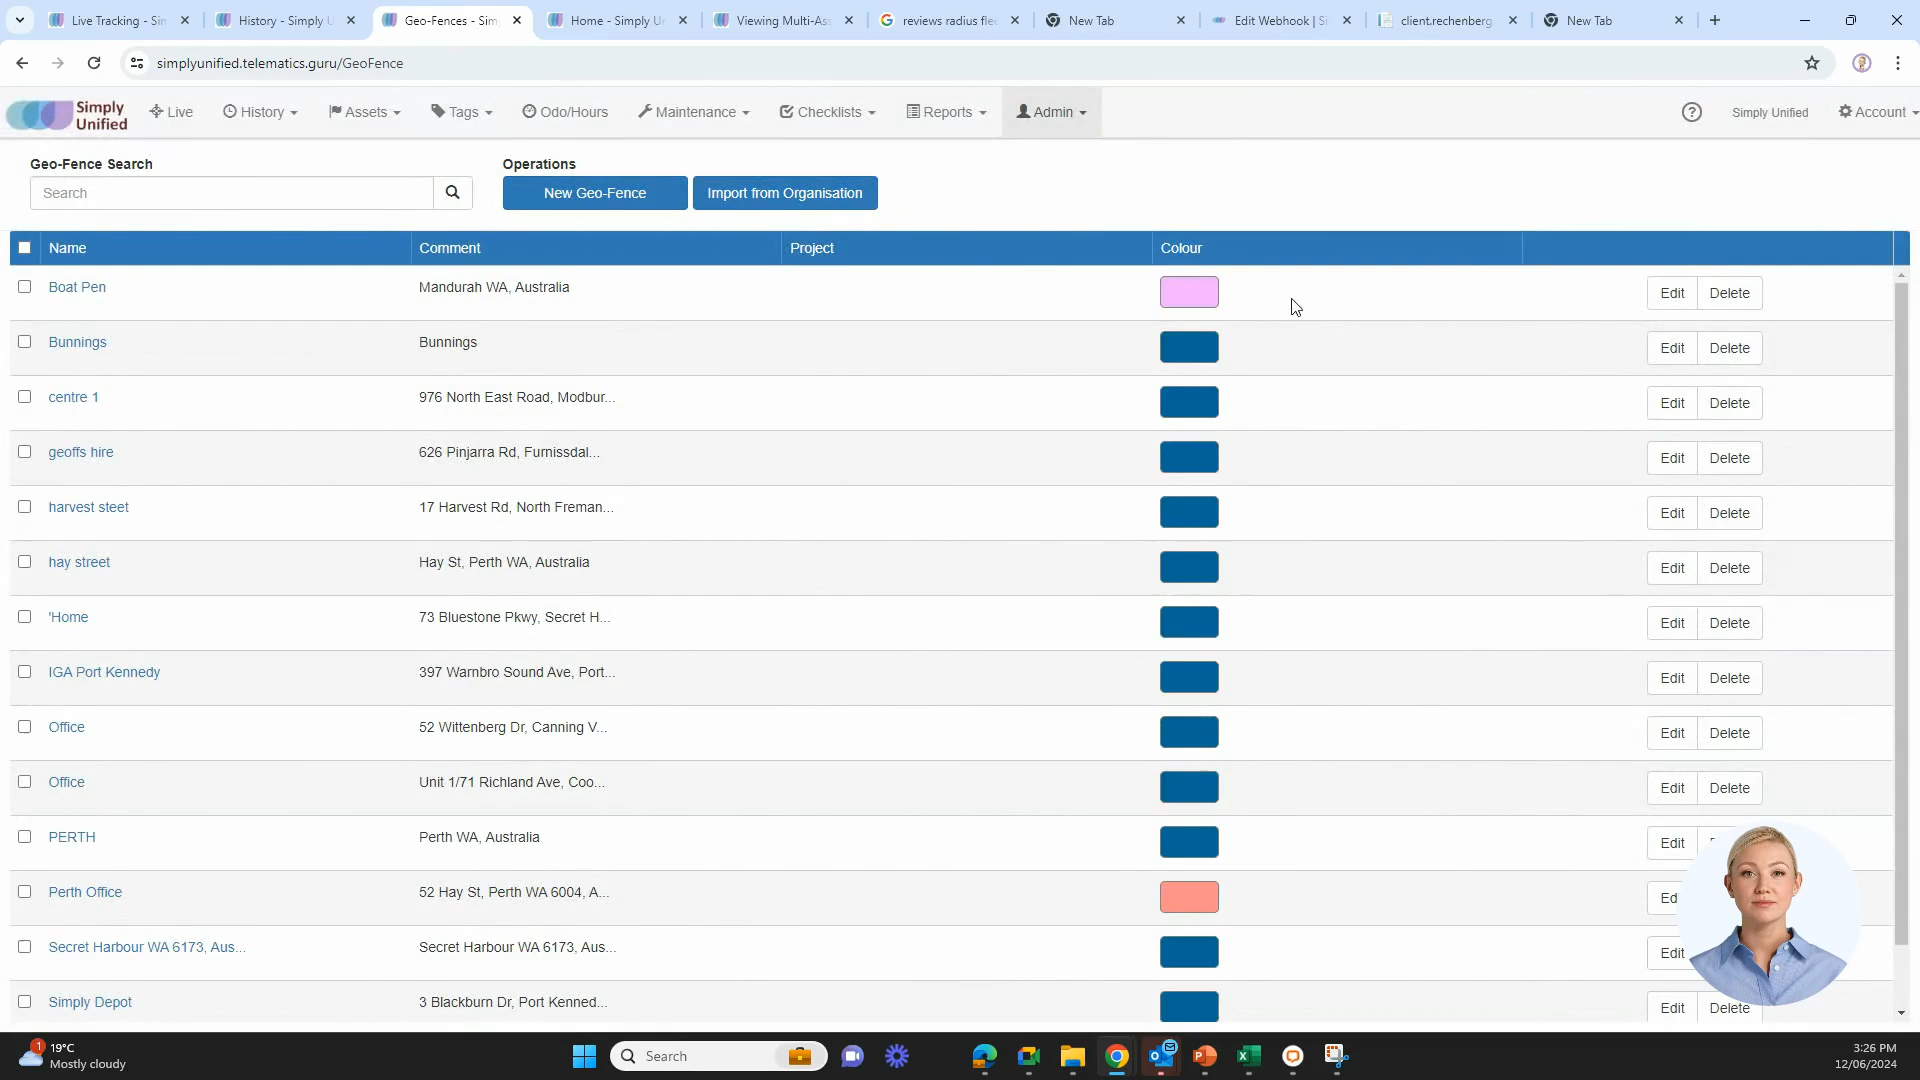 Live Tracking - Sim
History - Simply U
Geo-Fences - Sim
Home - Simply Un
Viewing Multi-Ass
reviews radius flee
New Tab
Edit Webhook | Si
client.rechenberg.
New Tab
simplyunified.telematics.guru/GeoFence
Simply
Unified
Live
History
Assets
Tags
Odo/Hours
Maintenance
Checklists
Reports
Admin
Simply Unified
Account
Geo-Fence Search
Operations
Search
New Geo-Fence
Import from Organisation
Name Comment Project Colour
Boat Pen Mandurah WA, Australia Edit Delete
Bunnings Bunnings Edit Delete
centre 1 976 North East Road, Modbur... Edit Delete
geoffs hire 626 Pinjarra Rd, Furnissdal... Edit Delete
harvest steet 17 Harvest Rd, North Freman... Edit Delete
hay street Hay St, Perth WA, Australia Edit Delete
'Home 73 Bluestone Pkwy, Secret H... Edit Delete
IGA Port Kennedy 397 Warnbro Sound Ave, Port... Edit Delete
Office 52 Wittenberg Dr, Canning V... Edit Delete
Office Unit 1/71 Richland Ave, Coo... Edit Delete
PERTH Perth WA, Australia Edit
Perth Office 52 Hay St, Perth WA 6004, A... Ed
Secret Harbour WA 6173, Aus... Secret Harbour WA 6173, Aus... Edit
Simply Depot 3 Blackburn Dr, Port Kenned... Edit Delete
1
19°C
Mostly cloudy
Search
3:26 PM
12/06/2024